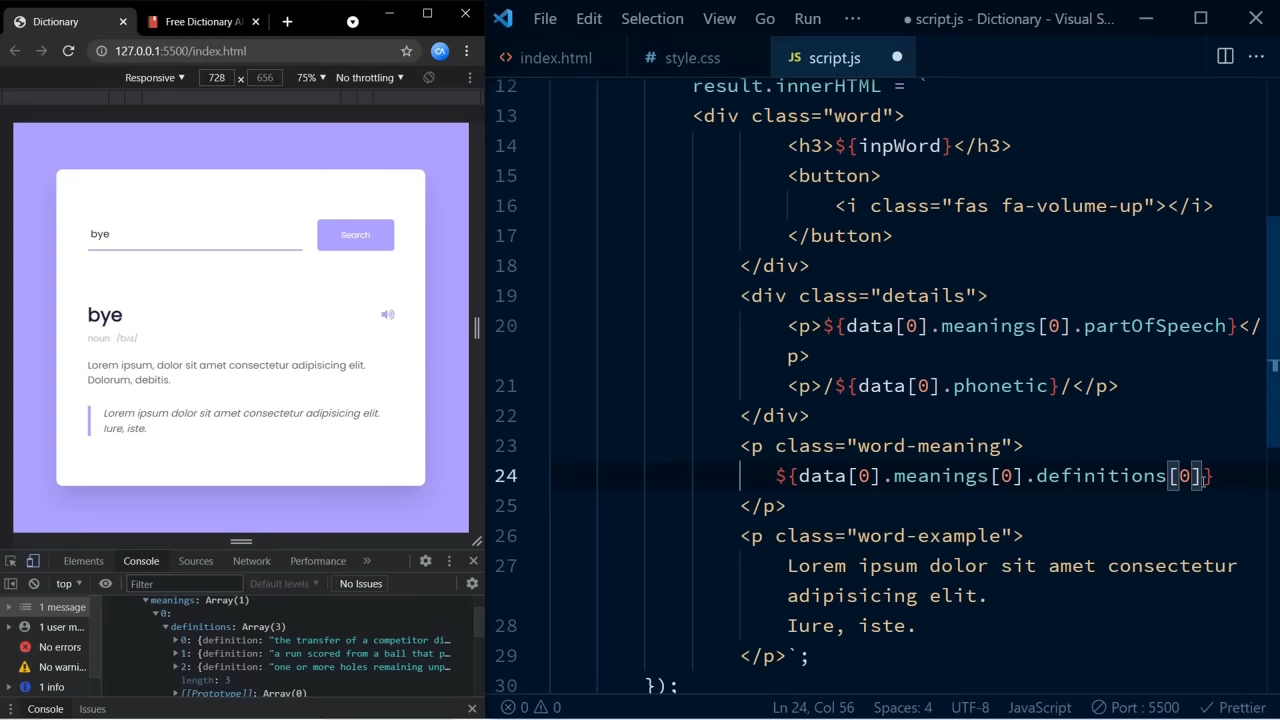 Dictionary
Free Dictionary A
File Edit Selection View Go Run ··· ● script.js - Dictionary - Visual S...
127.0.0.1:5500/index.html
CA
index.html
# style.css
JS script.js
Responsive 728 × 656 75% No throttling
12 result.innerHTML = `
13 <div class="word">
14 <h3>${inpWord}</h3>
15 <button>
16 <i class="fas fa-volume-up"></i>
17 </button>
18 </div>
19 <div class="details">
20 <p>${data[0].meanings[0].partOfSpeech}</
p>
21 <p>/${data[0].phonetic}/</p>
22 </div>
23 <p class="word-meaning">
24 ${data[0].meanings[0].definitions[0]}
25 </p>
26 <p class="word-example">
27 Lorem ipsum dolor sit amet consectetur
adipisicing elit.
28 Iure, iste.
29 </p>`;
30 });
bye
Search
bye
noun /bʌɪ/
Lorem ipsum, dolor sit amet consectetur adipisicing elit.
Dolorum, debitis.
Lorem ipsum dolor sit amet consectetur adipisicing elit.
Iure, iste.
Elements Console Sources Network Performance »
top Filter Default levels No Issues
1 message
1 user m...
No errors
No warni...
1 info
meanings: Array(1)
0:
definitions: Array(3)
0: {definition: "the transfer of a competitor di…
1: {definition: "a run scored from a ball that p…
2: {definition: "one or more holes remaining unp…
length: 3
[[Prototype]]: Array(0)
Console Issues
0 0 Ln 24, Col 56 Spaces: 4 UTF-8 JavaScript Port : 5500 Prettier